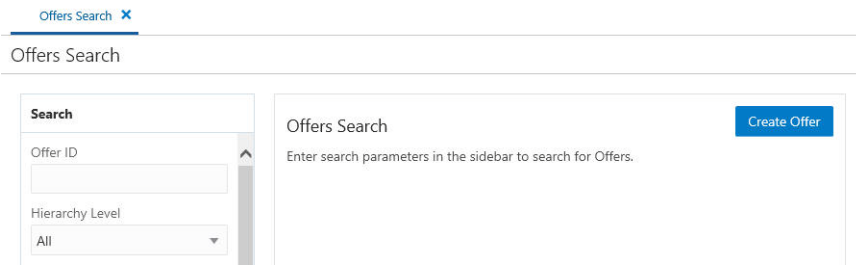 Offers Search
Offers Search
Search
Offer ID
Hierarchy Level
All
Offers Search
Create Offer
Enter search parameters in the sidebar to search for Offers.